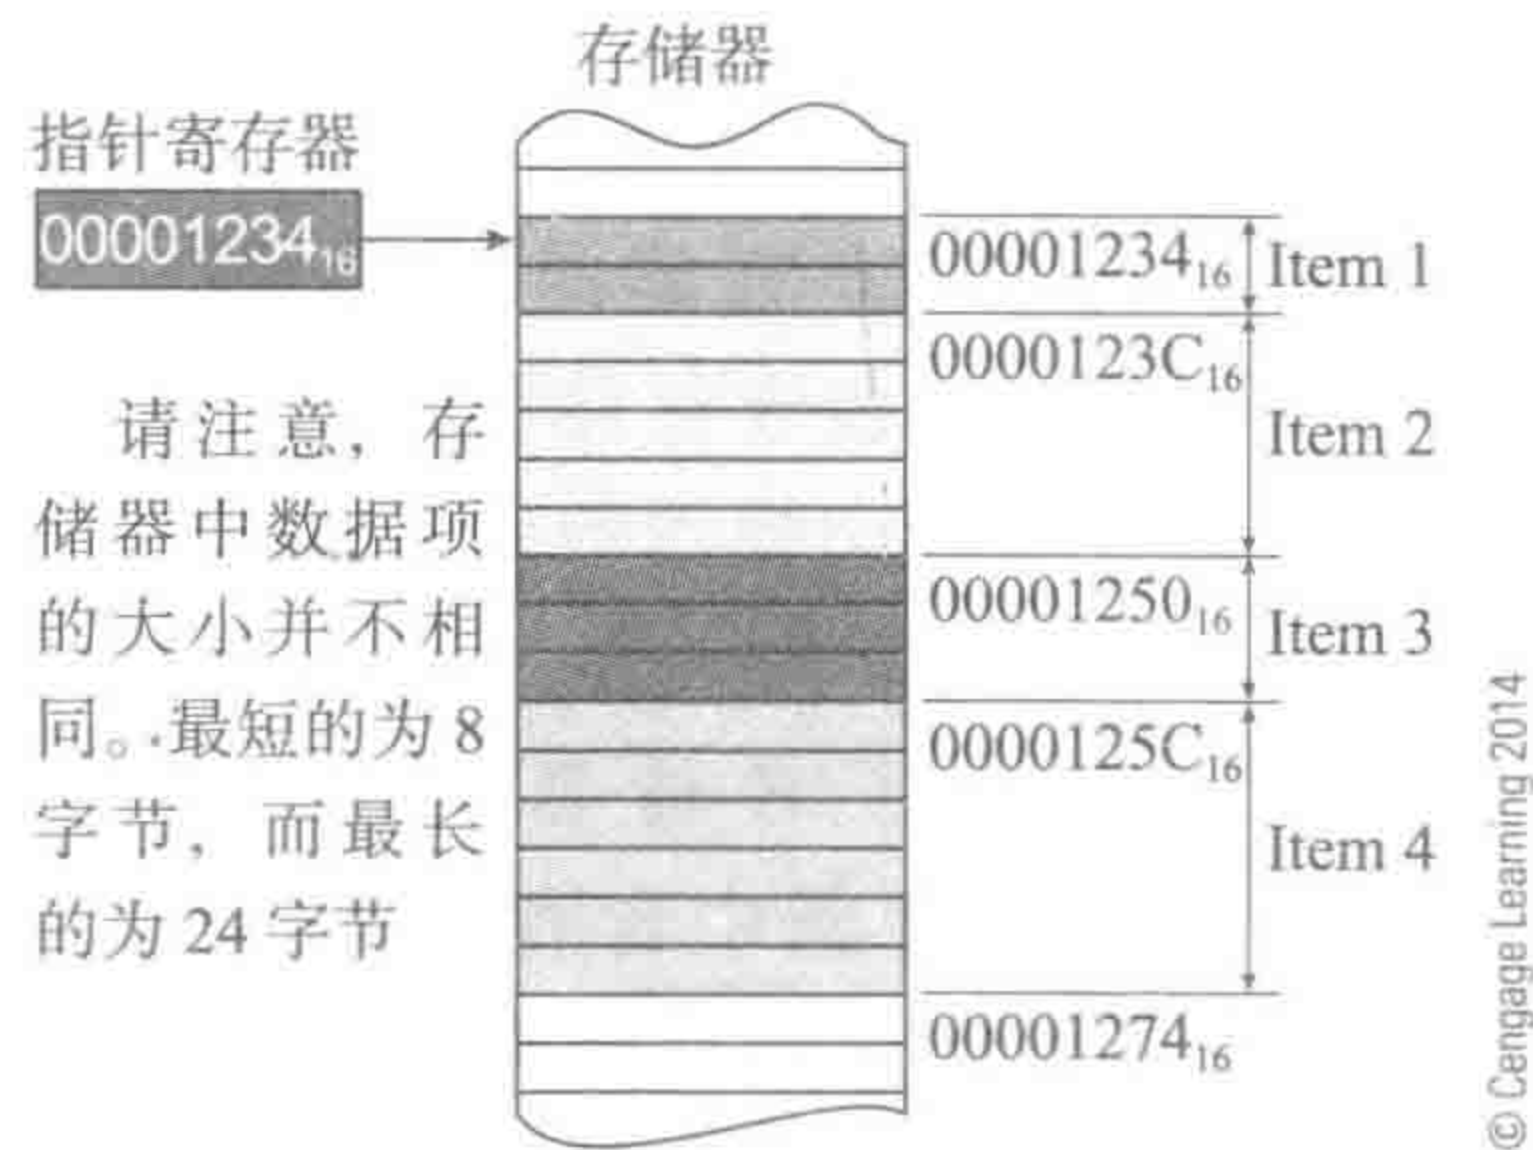 存储器
指针寄存器
00001234₁₆
00001234₁₆
Item 1
0000123C₁₆
Item 2
请注意，存
储器中数据项
的大小并不相
同。最短的为 8
字节，而最长
的为 24 字节
00001250₁₆
Item 3
0000125C₁₆
Item 4
00001274₁₆
© Cengage Learning 2014